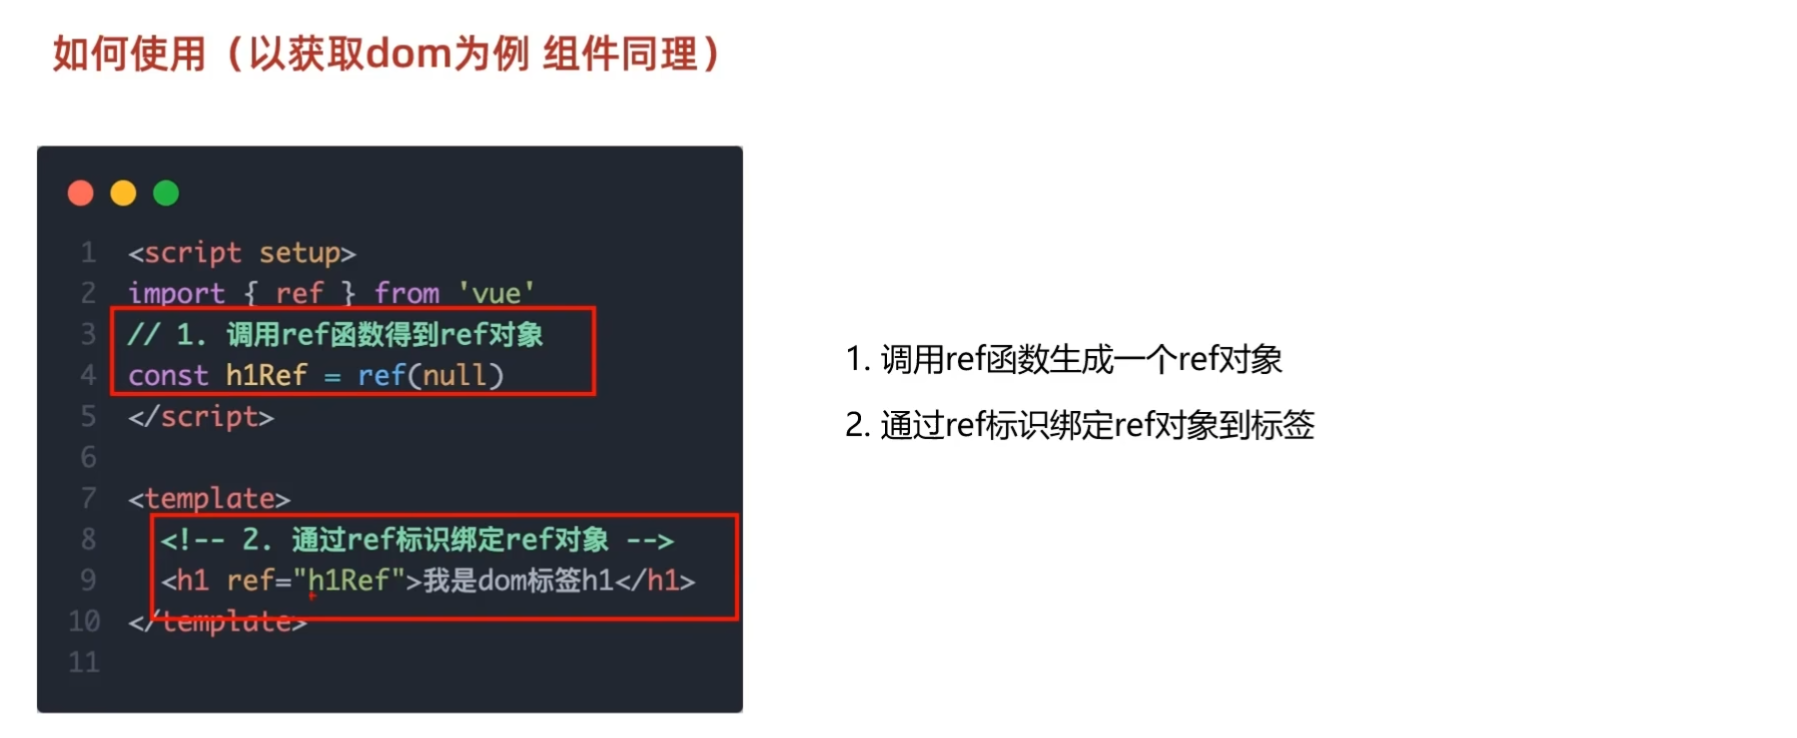 如何使用（以获取dom为例 组件同理）
1 <script setup>
2 import { ref } from 'vue'
3 // 1. 调用ref函数得到ref对象
4 const h1Ref = ref(null)
5 </script>
6
7 <template>
8 <!-- 2. 通过ref标识绑定ref对象 -->
9 <h1 ref="h1Ref">我是dom标签h1</h1>
10 </template>
11
1. 调用ref函数生成一个ref对象
2. 通过ref标识绑定ref对象到标签